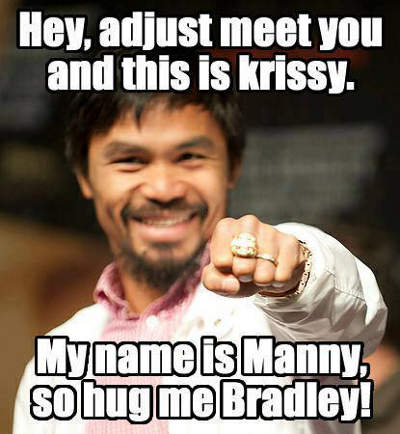 Hey, adjust meet you
and this is krissy.
My name is Manny,
so hug me Bradley!